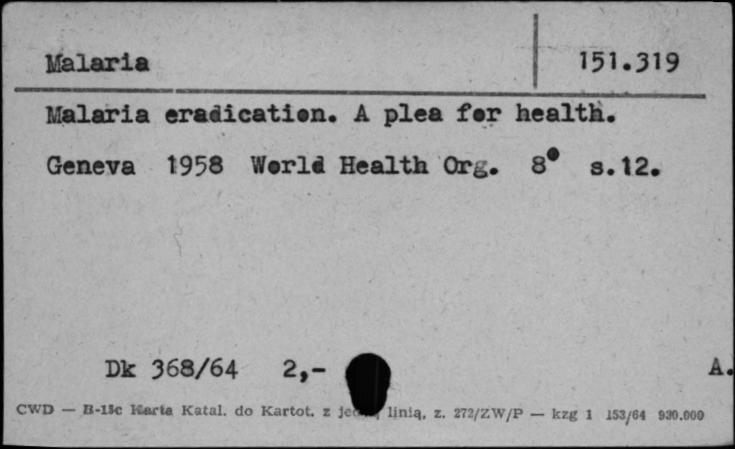 Malaria 151.319
Malaria eradication. A plea for health.
Geneva 1958 World Health Org. 8° s.12.
Dk 368/64 2,- A.
CWD — B-13c Karta Katal. do Kartot. z linią, z. 272/ZW/P — kzg 1 153/64 930.000